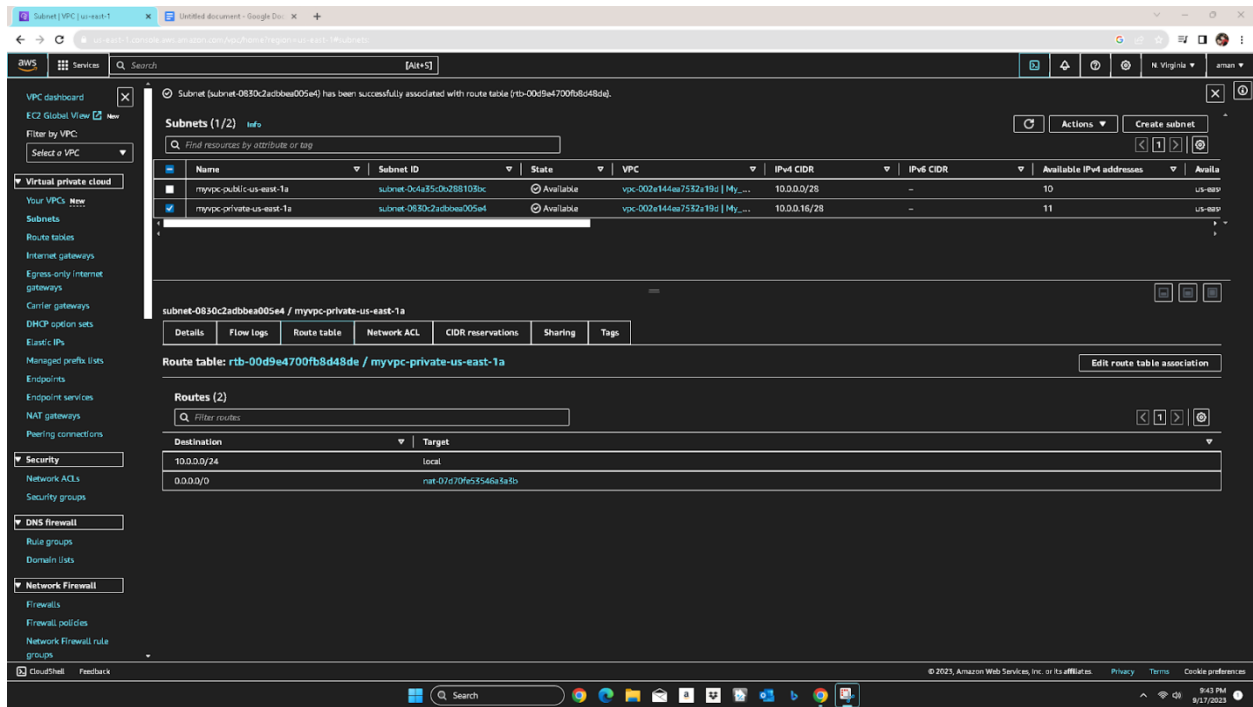 Subnet | VPC | us-east-1
Untitled document - Google Doc
aws
Services
Search
[Alt+S]
N. Virginia
aman
VPC dashboard
EC2 Global View New
Filter by VPC:
Select a VPC
Virtual private cloud
Your VPCs New
Subnets
Route tables
Internet gateways
Egress-only internet
gateways
Carrier gateways
DHCP option sets
Elastic IPs
Managed prefix lists
Endpoints
Endpoint services
NAT gateways
Peering connections
Security
Network ACLs
Security groups
DNS firewall
Rule groups
Domain lists
Network Firewall
Firewalls
Firewall policies
Network Firewall rule
groups
Subnet (subnet-0830c2adbbea005e4) has been successfully associated with route table (rtb-00d9e4700fb8d48de).
Subnets (1/2) Info
Actions
Create subnet
Find resources by attribute or tag
1
Name Subnet ID State VPC IPv4 CIDR IPv6 CIDR Available IPv4 addresses Availa
myvpc-public-us-east-1a subnet-0c4a35c0b288103bc Available vpc-002e144ea7532a19d | My_... 10.0.0.0/28 – 10 us-eas
myvpc-private-us-east-1a subnet-0830c2adbbea005e4 Available vpc-002e144ea7532a19d | My_... 10.0.0.16/28 – 11 us-eas
subnet-0830c2adbbea005e4 / myvpc-private-us-east-1a
Details Flow logs Route table Network ACL CIDR reservations Sharing Tags
Route table: rtb-00d9e4700fb8d48de / myvpc-private-us-east-1a
Edit route table association
Routes (2)
Filter routes
1
Destination Target
10.0.0.0/24 local
0.0.0.0/0 nat-07d70fe53546a3a3b
CloudShell Feedback
© 2023, Amazon Web Services, Inc. or its affiliates. Privacy Terms Cookie preferences
Search
9:43 PM
9/17/2023